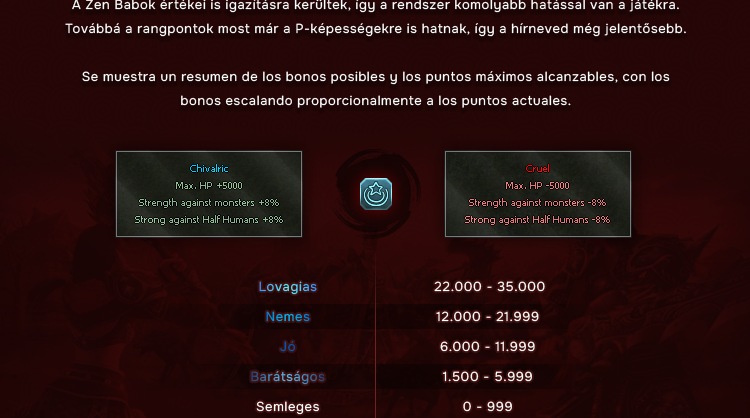 A Zen Babok értékei is igazításra kerültek, így a rendszer komolyabb hatással van a játékra.
Továbbá a rangpontok most már a P-képességekre is hatnak, így a hírneved még jelentősebb.
Se muestra un resumen de los bonos posibles y los puntos máximos alcanzables, con los
bonos escalando proporcionalmente a los puntos actuales.
Chivalric
Max. HP +5000
Strength against monsters +8%
Strong against Half Humans +8%
Cruel
Max. HP -5000
Strength against monsters -8%
Strong against Half Humans -8%
Lovagias 22.000 - 35.000
Nemes 12.000 - 21.999
Jó 6.000 - 11.999
Barátságos 1.500 - 5.999
Semleges 0 - 999